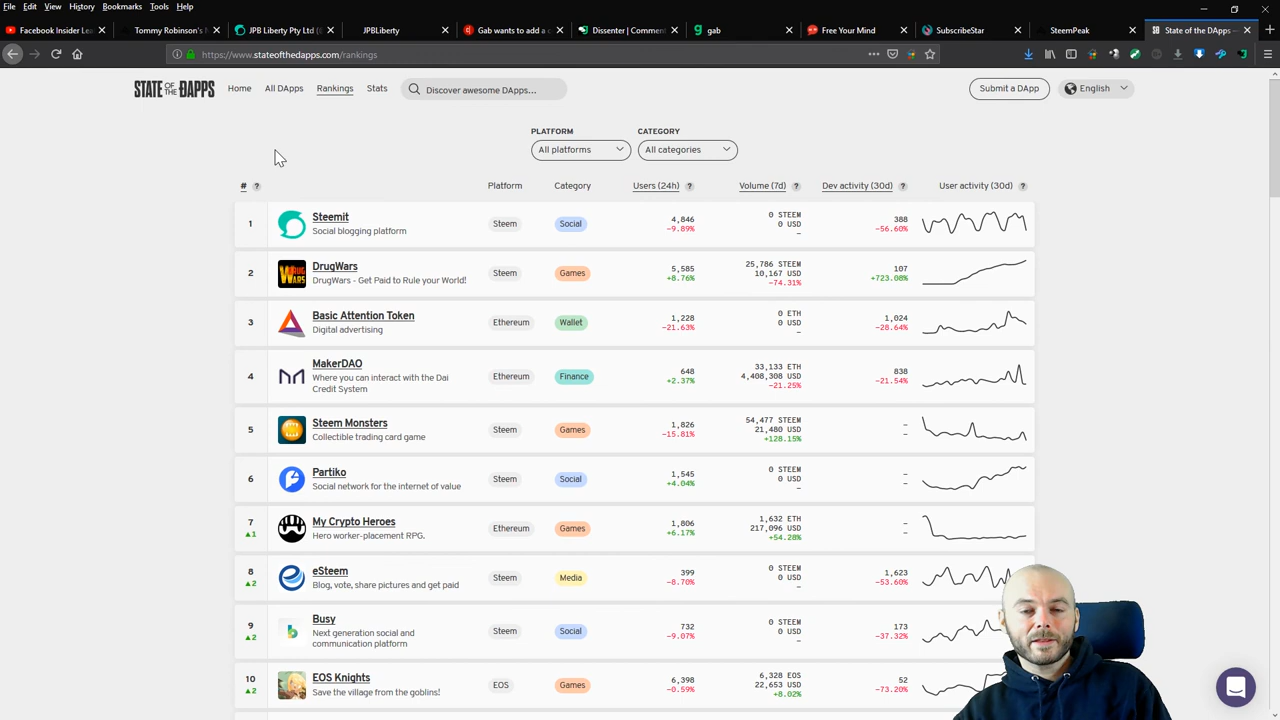 File Edit View History Bookmarks Tools Help
Facebook Insider Lea
Tommy Robinson's N
JPB Liberty Pty Ltd (
JPBLiberty
Gab wants to add a c
Dissenter | Comment
gab
Free Your Mind
SubscribeStar
SteemPeak
State of the DApps —
https://www.stateofthedapps.com/rankings
STATE OF THE DAPPS
Home All DApps Rankings Stats
Discover awesome DApps...
Submit a DApp
English
PLATFORM CATEGORY
All platforms All categories
# ? Platform Category Users (24h) ? Volume (7d) ? Dev activity (30d) ? User activity (30d) ?
1 Steemit
Social blogging platform
Steem Social
4,846
-9.89%
0 STEEM
0 USD
–
388
-56.60%
2 DrugWars
DrugWars - Get Paid to Rule your World!
Steem Games
5,585
+8.76%
25,786 STEEM
10,167 USD
-74.31%
107
+723.08%
3 Basic Attention Token
Digital advertising
Ethereum Wallet
1,228
-21.63%
0 ETH
0 USD
–
1,024
-28.64%
4 MakerDAO
Where you can interact with the Dai
Credit System
Ethereum Finance
648
+2.37%
33,133 ETH
4,408,308 USD
-21.25%
838
-21.54%
5 Steem Monsters
Collectible trading card game
Steem Games
1,826
-15.81%
54,477 STEEM
21,480 USD
+128.15%
–
–
6 Partiko
Social network for the internet of value
Steem Social
1,545
+4.04%
0 STEEM
0 USD
–
–
–
7 My Crypto Heroes
▲1 Hero worker-placement RPG.
Ethereum Games
1,806
+6.17%
1,632 ETH
217,096 USD
+54.28%
–
–
8 eSteem
▲2 Blog, vote, share pictures and get paid
Steem Media
399
-8.70%
0 STEEM
0 USD
–
1,623
-53.60%
9 Busy
▲2 Next generation social and
communication platform
Steem Social
732
-9.07%
0 STEEM
0 USD
–
173
-37.32%
10 EOS Knights
▲2 Save the village from the goblins!
EOS Games
6,398
-0.59%
6,328 EOS
22,653 USD
+8.02%
52
-73.20%